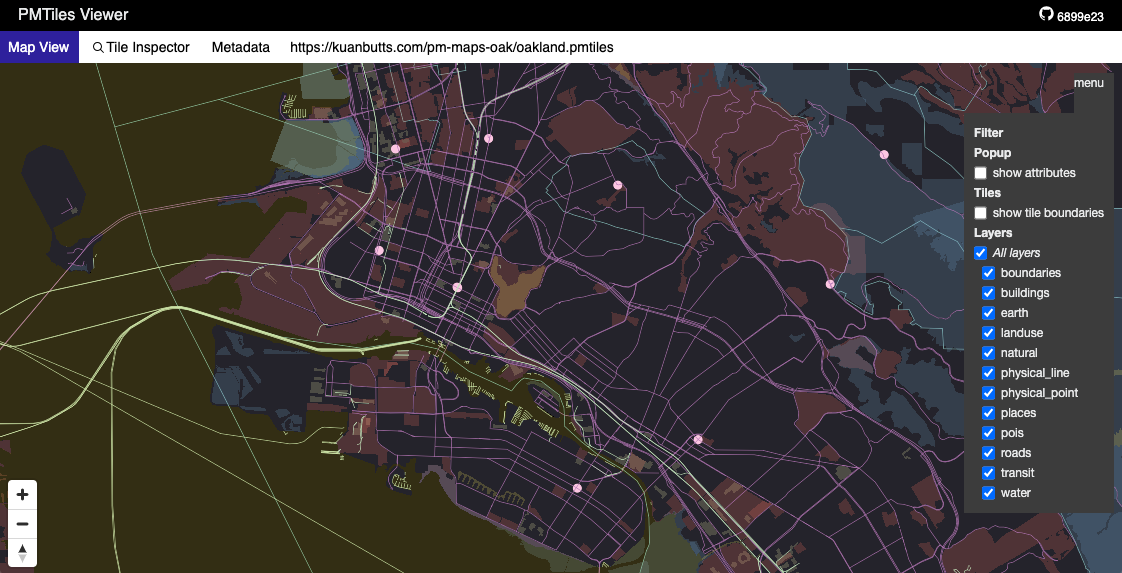 PMTiles Viewer
6899e23
Map View
Tile Inspector
Metadata
https://kuanbutts.com/pm-maps-oak/oakland.pmtiles
menu
Filter
Popup
show attributes
Tiles
show tile boundaries
Layers
All layers
boundaries
buildings
earth
landuse
natural
physical_line
physical_point
places
pois
roads
transit
water